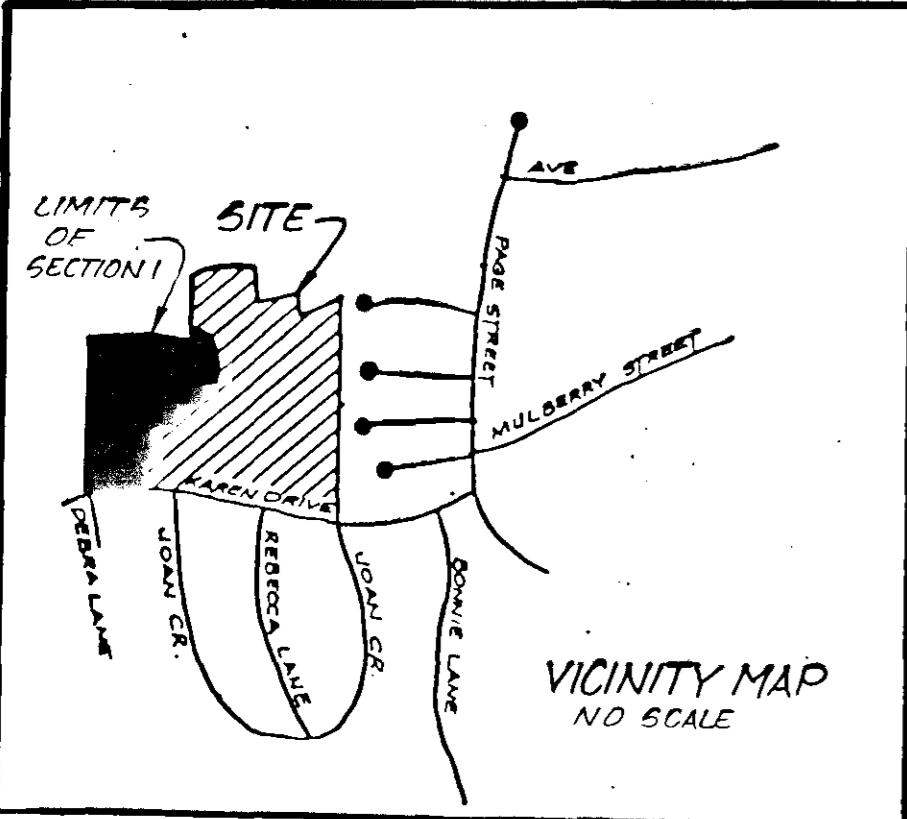 AVE
LIMITS
OF
SECTION 1
SITE
PAGE STREET
MULBERRY STREET
KAREN DRIVE
DEBRA LANE
JOAN CR.
REBECCA LANE
JOAN CR.
BONNIE LANE
VICINITY MAP
NO SCALE